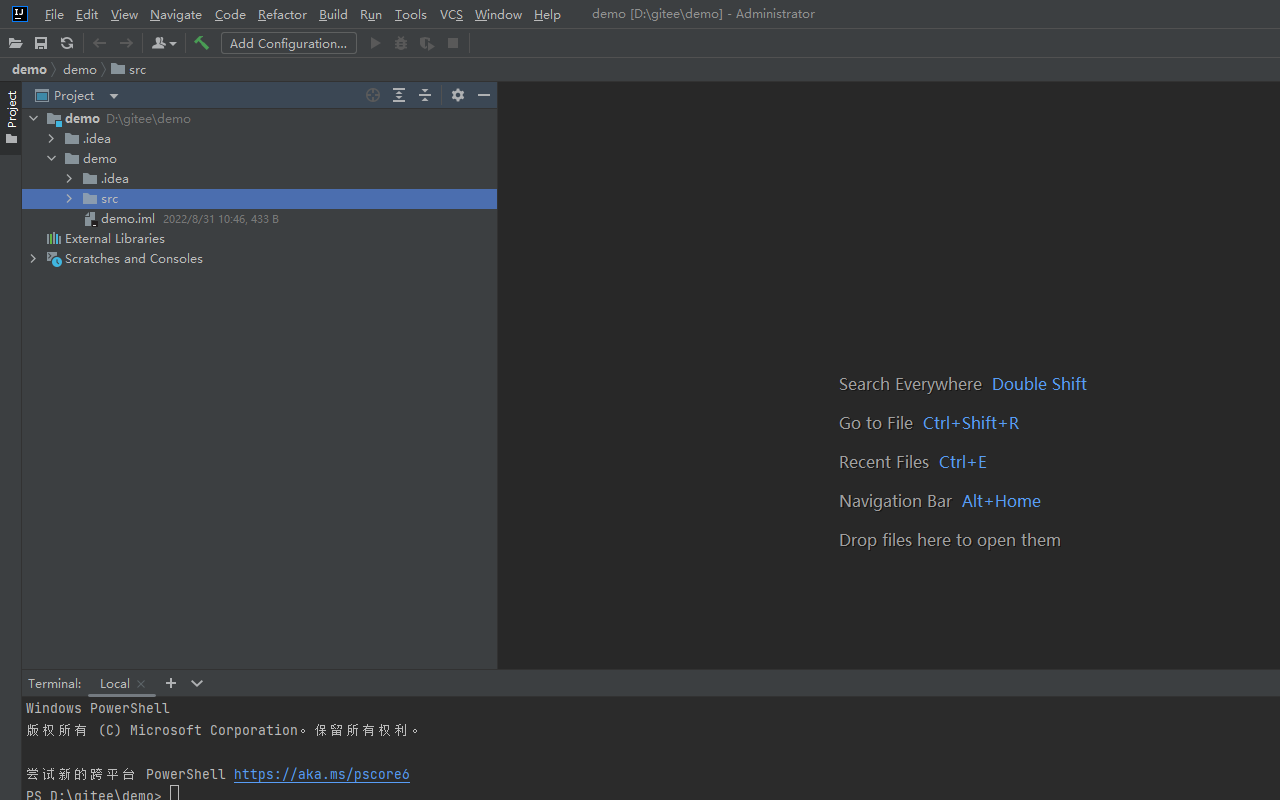 IJ File Edit View Navigate Code Refactor Build Run Tools VCS Window Help demo [D:\gitee\demo] - Administrator
Add Configuration...
demo demo src
Project
Project
demo D:\gitee\demo
.idea
demo
.idea
src
demo.iml 2022/8/31 10:46, 433 B
External Libraries
Scratches and Consoles
Search Everywhere Double Shift
Go to File Ctrl+Shift+R
Recent Files Ctrl+E
Navigation Bar Alt+Home
Drop files here to open them
Terminal: Local
Windows PowerShell
版权所有 (C) Microsoft Corporation。保留所有权利。
尝试新的跨平台 PowerShell https://aka.ms/pscore6
PS D:\gitee\demo>